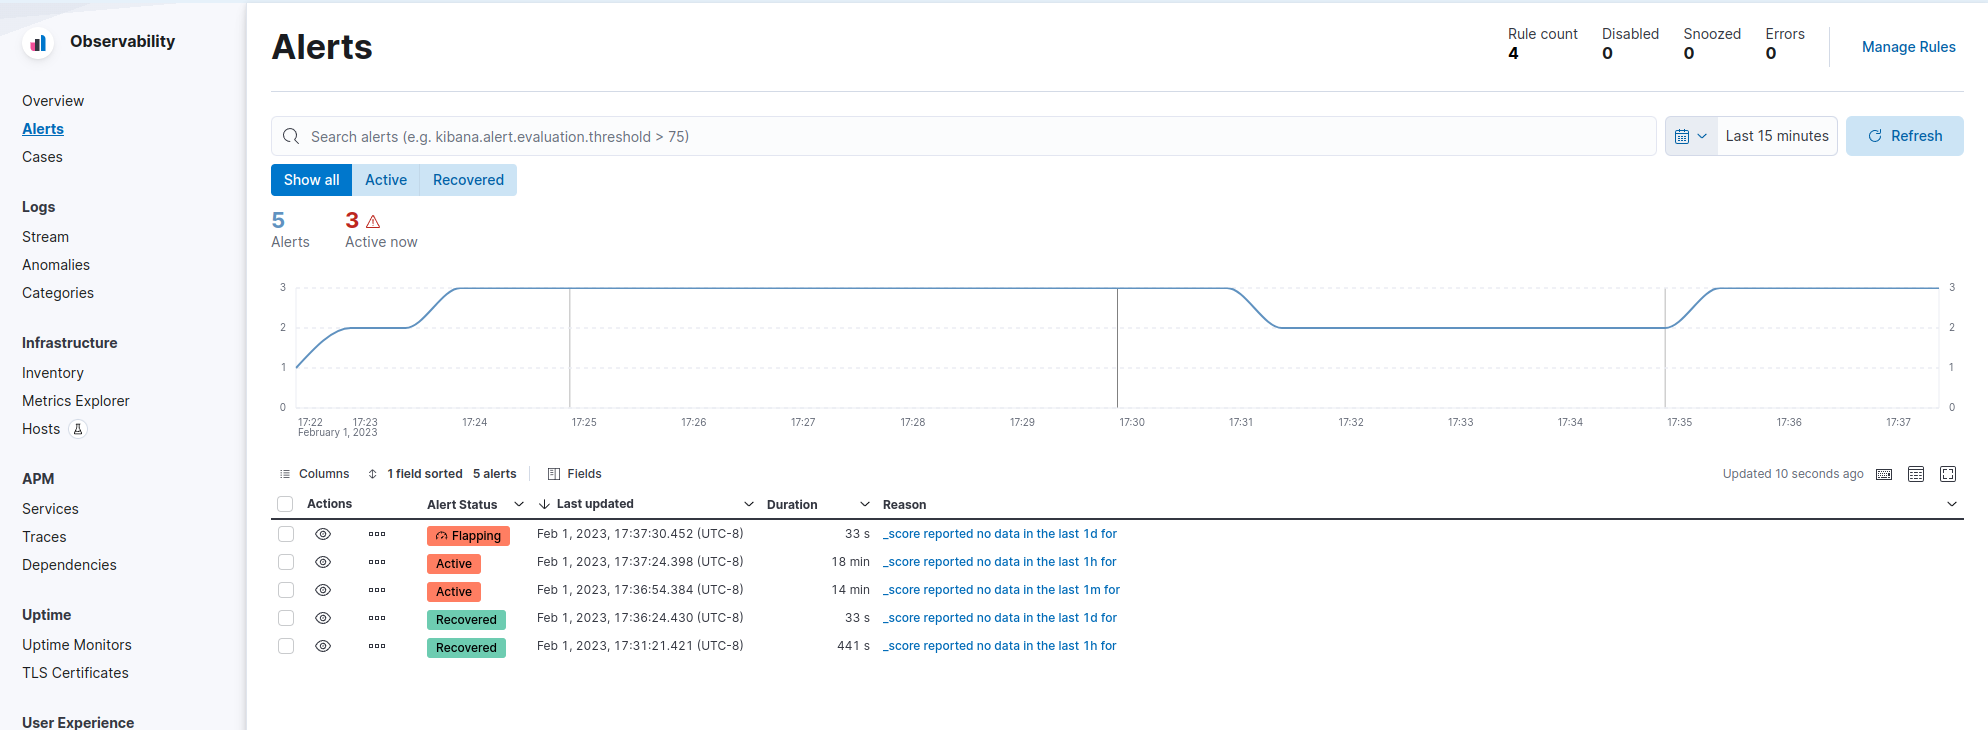 Observability
Overview
Alerts
Cases
Logs
Stream
Anomalies
Categories
Infrastructure
Inventory
Metrics Explorer
Hosts
APM
Services
Traces
Dependencies
Uptime
Uptime Monitors
TLS Certificates
User Experience
Alerts
Rule count Disabled Snoozed Errors
4 0 0 0
Manage Rules
Search alerts (e.g. kibana.alert.evaluation.threshold > 75)
Last 15 minutes
Refresh
Show all Active Recovered
5 3
Alerts Active now
3 3
2 2
1 1
0 0
17:22 17:23 17:24 17:25 17:26 17:27 17:28 17:29 17:30 17:31 17:32 17:33 17:34 17:35 17:36 17:37
February 1, 2023
Columns 1 field sorted 5 alerts Fields Updated 10 seconds ago
Actions Alert Status Last updated Duration Reason
Flapping Feb 1, 2023, 17:37:30.452 (UTC-8) 33 s _score reported no data in the last 1d for
Active Feb 1, 2023, 17:37:24.398 (UTC-8) 18 min _score reported no data in the last 1h for
Active Feb 1, 2023, 17:36:54.384 (UTC-8) 14 min _score reported no data in the last 1m for
Recovered Feb 1, 2023, 17:36:24.430 (UTC-8) 33 s _score reported no data in the last 1d for
Recovered Feb 1, 2023, 17:31:21.421 (UTC-8) 441 s _score reported no data in the last 1h for